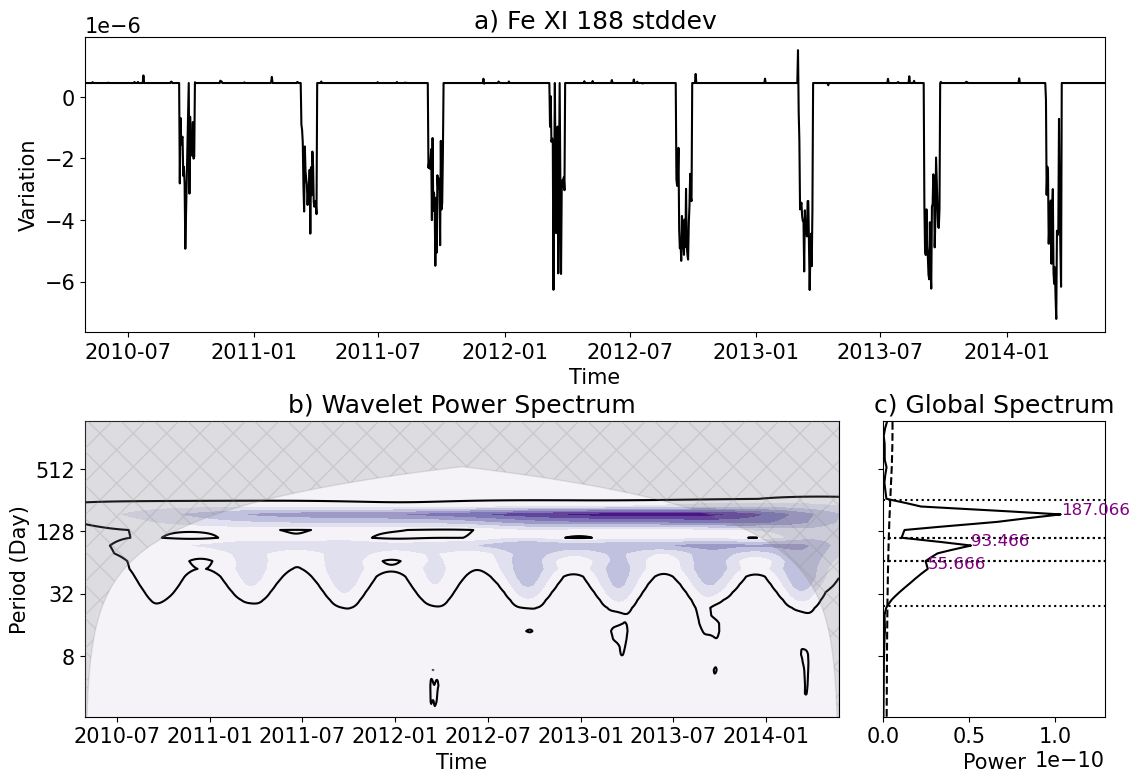 a) Fe XI 188 stddev
1e−6
0
−2
−4
−6
Variation
2010-07 2011-01 2011-07 2012-01 2012-07 2013-01 2013-07 2014-01
Time
b) Wavelet Power Spectrum
512
128
32
8
Period (Day)
2010-07 2011-01 2011-07 2012-01 2012-07 2013-01 2013-07 2014-01
Time
c) Global Spectrum
187.066
93.466
55.666
0.0 0.5 1.0
Power 1e−10